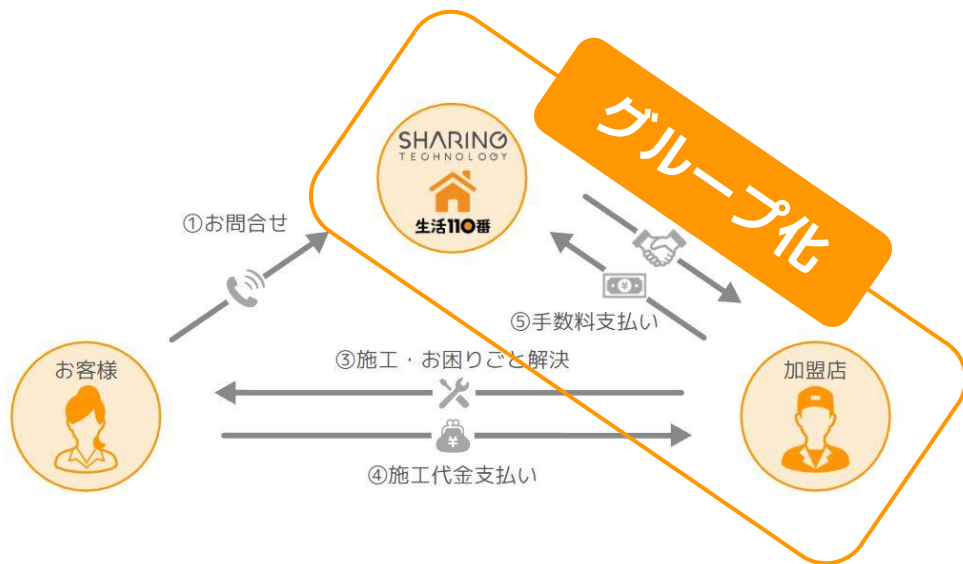 グループ化
SHARING
TECHNOLOGY
生活110番
①お問合せ
⑤手数料支払い
③施工・お困りごと解決
お客様
加盟店
④施工代金支払い